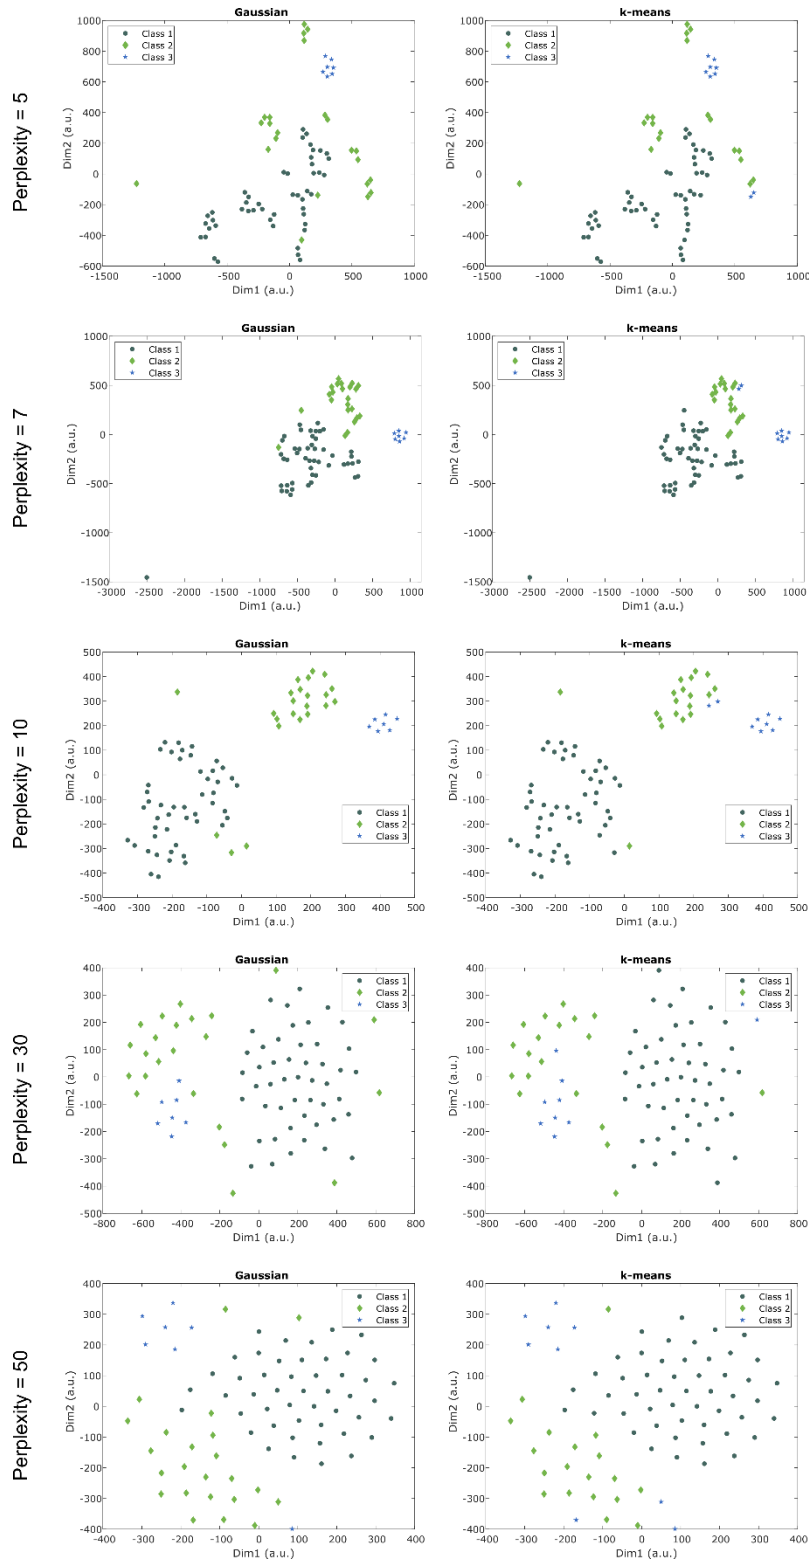 Gaussian
k-means
Perplexity = 5
Dim2 (a.u.)
1000
800
600
400
200
0
-200
-400
-600
-1500
-1000
-500
0
500
1000
Dim1 (a.u.)
Class 1
Class 2
Class 3
Dim2 (a.u.)
1000
800
600
400
200
0
-200
-400
-600
-1500
-1000
-500
0
500
1000
Dim1 (a.u.)
Class 1
Class 2
Class 3
Gaussian
k-means
Perplexity = 7
Dim2 (a.u.)
1000
500
0
-500
-1000
-1500
-3000
-2500
-2000
-1500
-1000
-500
0
500
1000
Dim1 (a.u.)
Class 1
Class 2
Class 3
Dim2 (a.u.)
1000
500
0
-500
-1000
-1500
-3000
-2500
-2000
-1500
-1000
-500
0
500
1000
Dim1 (a.u.)
Class 1
Class 2
Class 3
Gaussian
k-means
Perplexity = 10
Dim2 (a.u.)
500
400
300
200
100
0
-100
-200
-300
-400
-500
-400
-300
-200
-100
0
100
200
300
400
500
Dim1 (a.u.)
Class 1
Class 2
Class 3
Dim2 (a.u.)
500
400
300
200
100
0
-100
-200
-300
-400
-500
-400
-300
-200
-100
0
100
200
300
400
500
Dim1 (a.u.)
Class 1
Class 2
Class 3
Gaussian
k-means
Perplexity = 30
Dim2 (a.u.)
400
300
200
100
0
-100
-200
-300
-400
-500
-800
-600
-400
-200
0
200
400
600
800
Dim1 (a.u.)
Class 1
Class 2
Class 3
Dim2 (a.u.)
400
300
200
100
0
-100
-200
-300
-400
-500
-800
-600
-400
-200
0
200
400
600
800
Dim1 (a.u.)
Class 1
Class 2
Class 3
Gaussian
k-means
Perplexity = 50
Dim2 (a.u.)
400
300
200
100
0
-100
-200
-300
-400
-400
-300
-200
-100
0
100
200
300
400
Dim1 (a.u.)
Class 1
Class 2
Class 3
Dim2 (a.u.)
400
300
200
100
0
-100
-200
-300
-400
-400
-300
-200
-100
0
100
200
300
400
Dim1 (a.u.)
Class 1
Class 2
Class 3